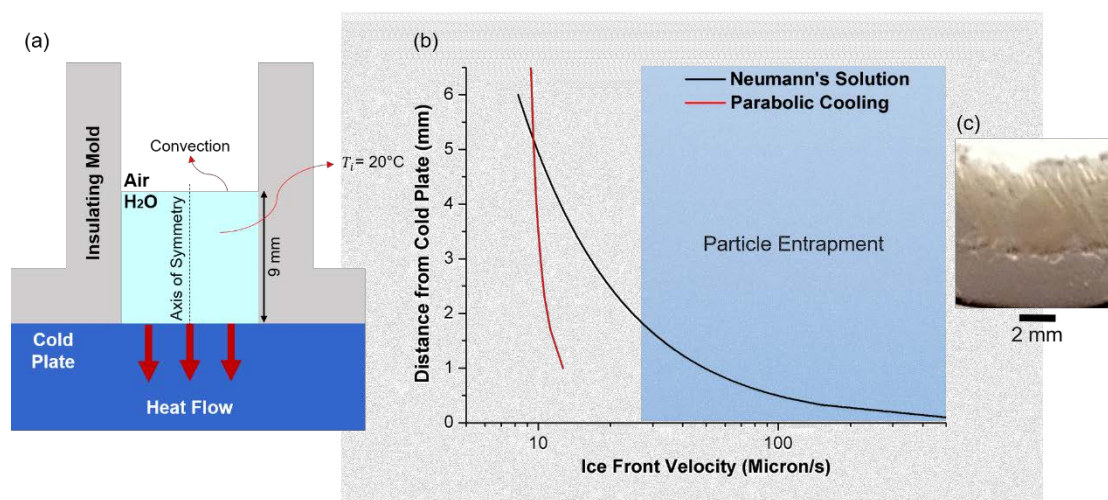 (a)
Insulating Mold
Convection
Air
H₂O
Axis of Symmetry
9 mm
Tᵢ = 20°C
Cold
Plate
Heat Flow
(b)
Distance from Cold Plate (mm)
6
5
4
3
2
1
0
Neumann's Solution
Parabolic Cooling
Particle Entrapment
10
100
Ice Front Velocity (Micron/s)
(c)
2 mm